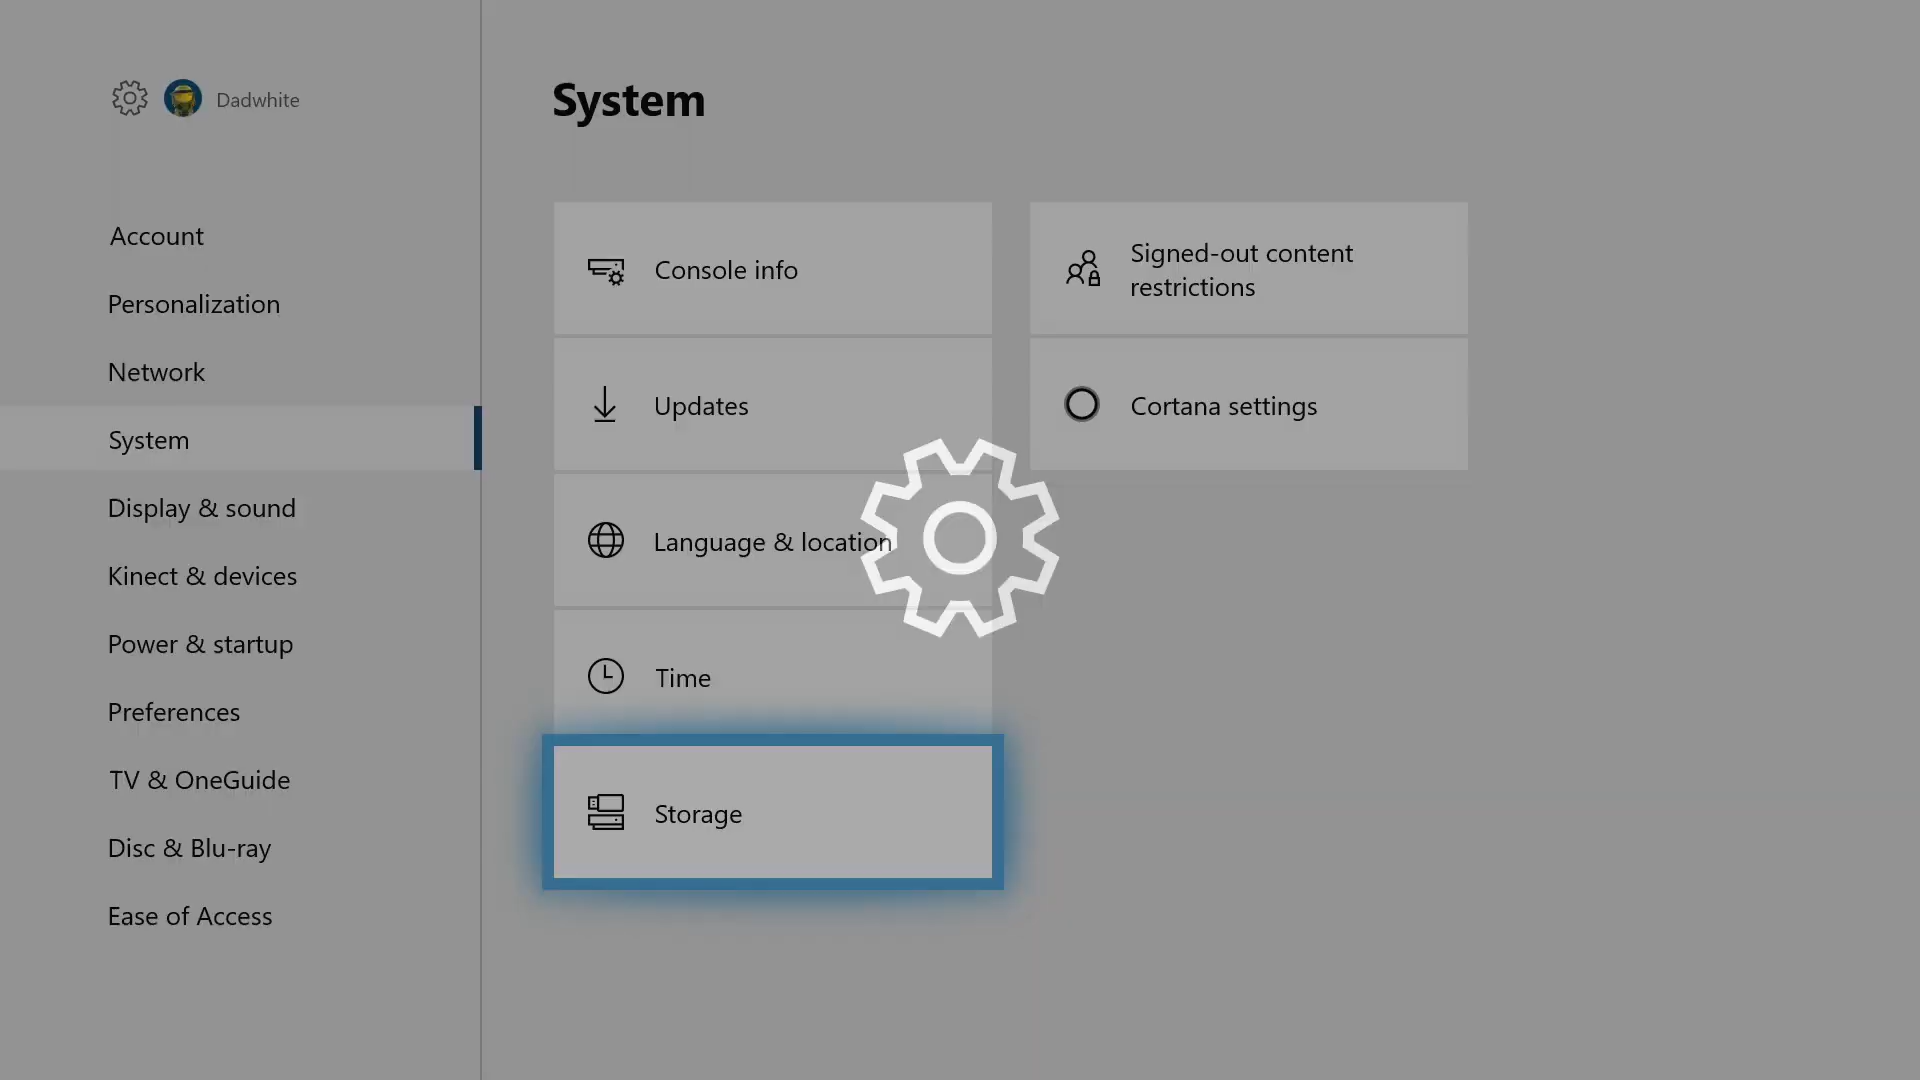 Dadwhite
Account
Personalization
Network
System
Display & sound
Kinect & devices
Power & startup
Preferences
TV & OneGuide
Disc & Blu-ray
Ease of Access
System
Console info
Updates
Language & location
Time
Storage
Signed-out content
restrictions
Cortana settings